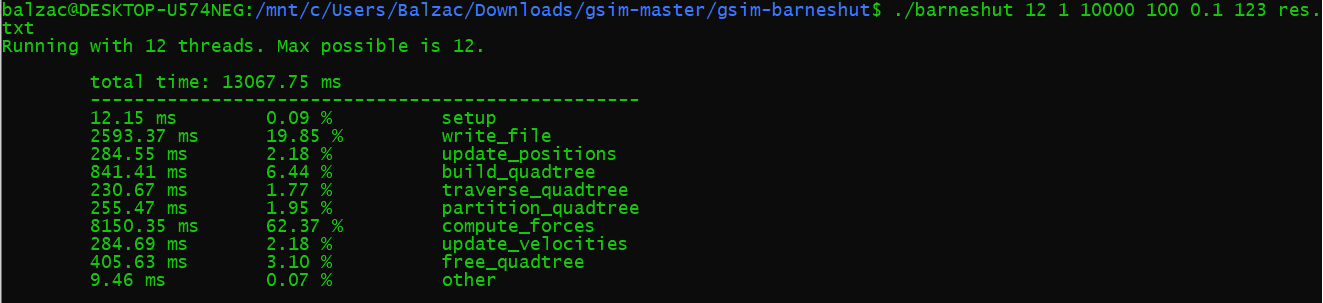 balzac@DESKTOP-U574NEG:/mnt/c/Users/Balzac/Downloads/gsim-master/gsim-barneshut$ ./barneshut 12 1 10000 100 0.1 123 res.
txt
Running with 12 threads. Max possible is 12.
total time: 13067.75 ms
--------------------------------------------------
12.15 ms 0.09 % setup
2593.37 ms 19.85 % write_file
284.55 ms 2.18 % update_positions
841.41 ms 6.44 % build_quadtree
230.67 ms 1.77 % traverse_quadtree
255.47 ms 1.95 % partition_quadtree
8150.35 ms 62.37 % compute_forces
284.69 ms 2.18 % update_velocities
405.63 ms 3.10 % free_quadtree
9.46 ms 0.07 % other